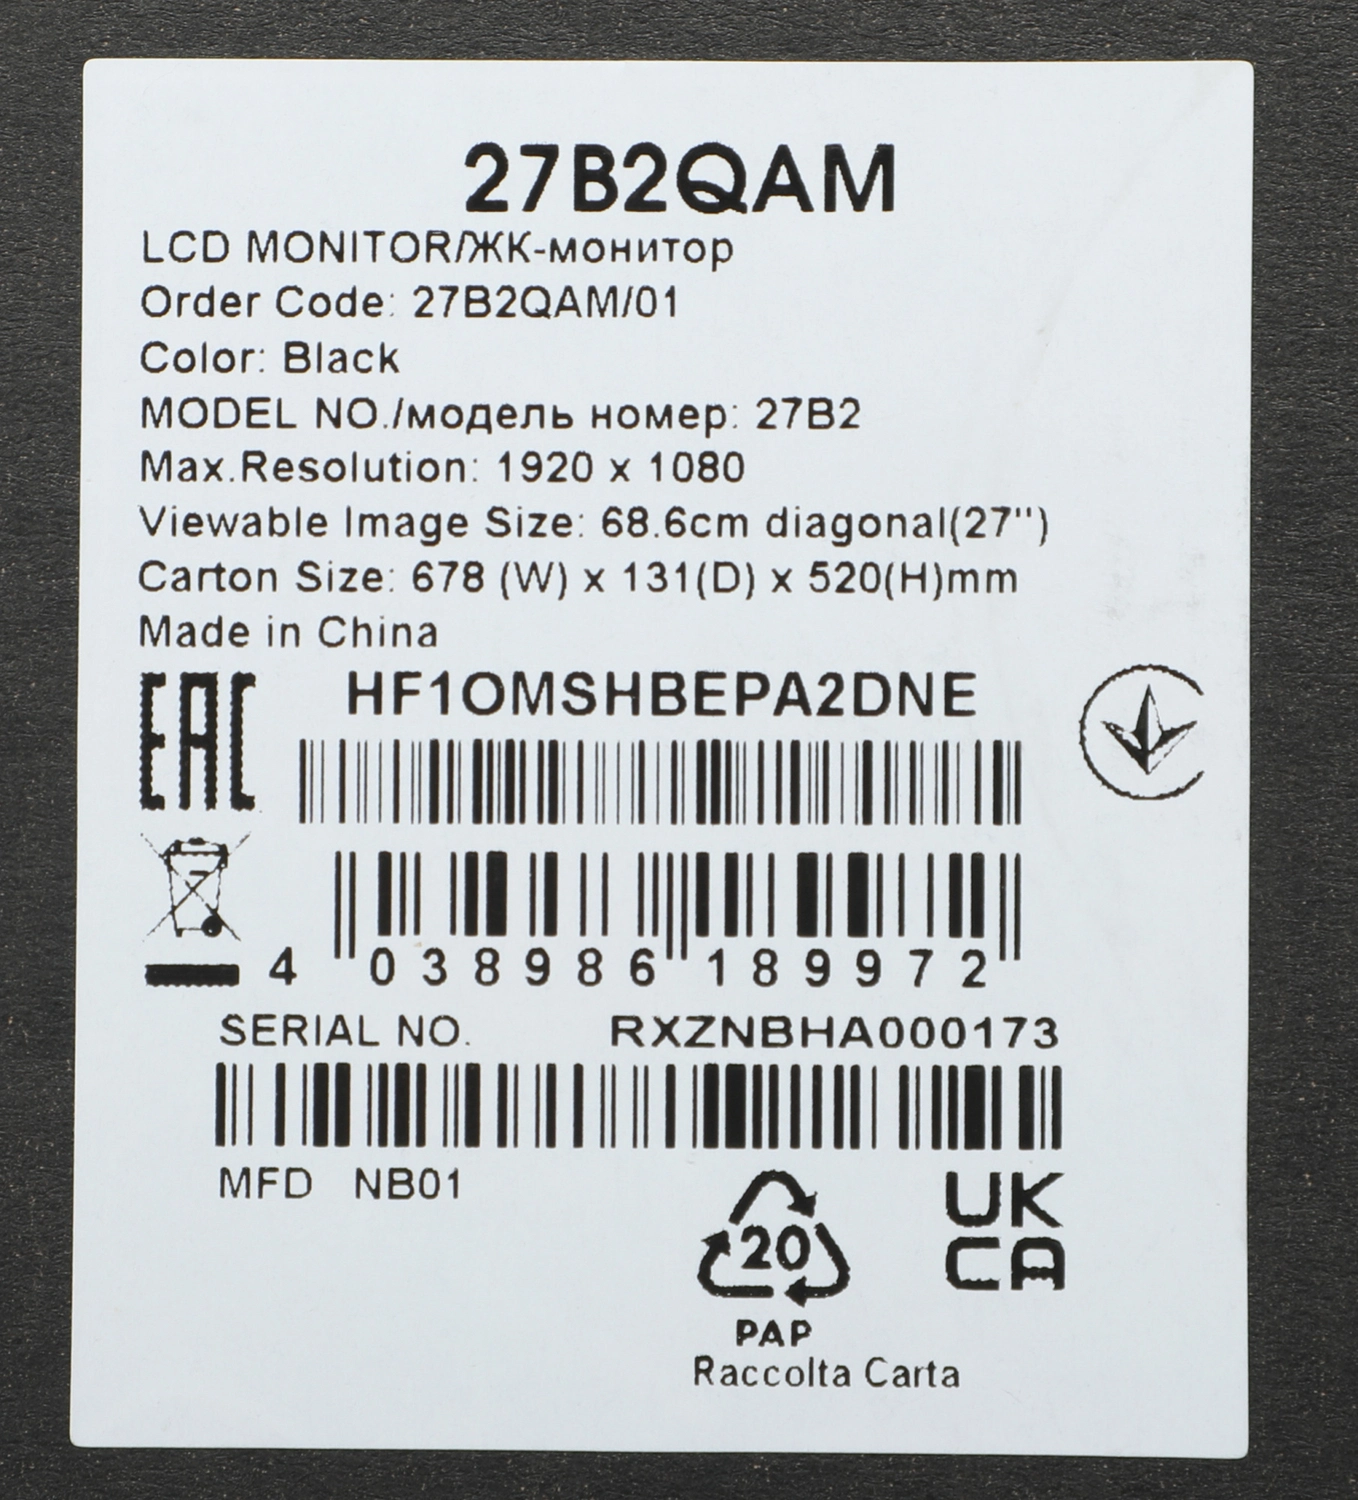 27B2QAM
LCD MONITOR/ЖК-монитор
Order Code: 27B2QAM/01
Color: Black
MODEL NO./модель номер: 27B2
Max.Resolution: 1920 x 1080
Viewable Image Size: 68.6cm diagonal(27")
Carton Size: 678 (W) x 131(D) x 520(H)mm
Made in China
EAC
HF1OMSHBEPA2DNE
4 038986 189972
SERIAL NO. RXZNBHA000173
MFD NB01
20
PAP
Raccolta Carta
UK
CA